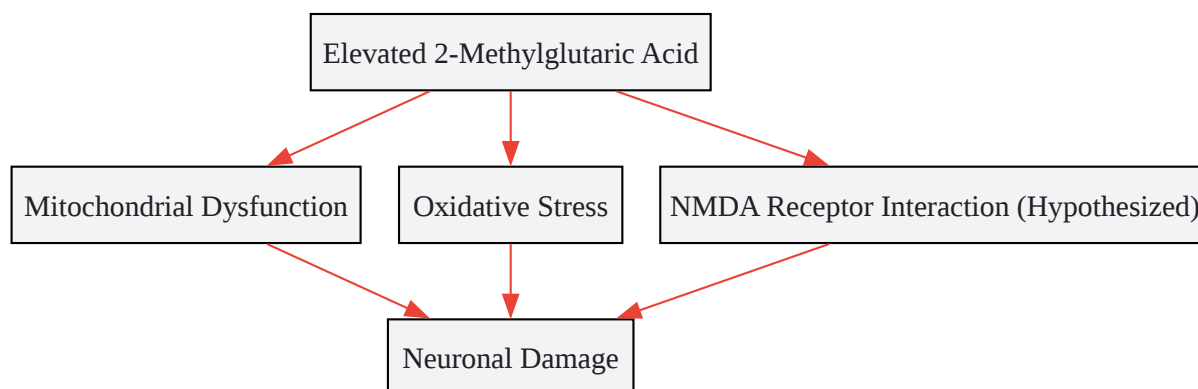 Elevated 2-Methylglutaric Acid
Mitochondrial Dysfunction
Oxidative Stress
NMDA Receptor Interaction (Hypothesized)
Neuronal Damage